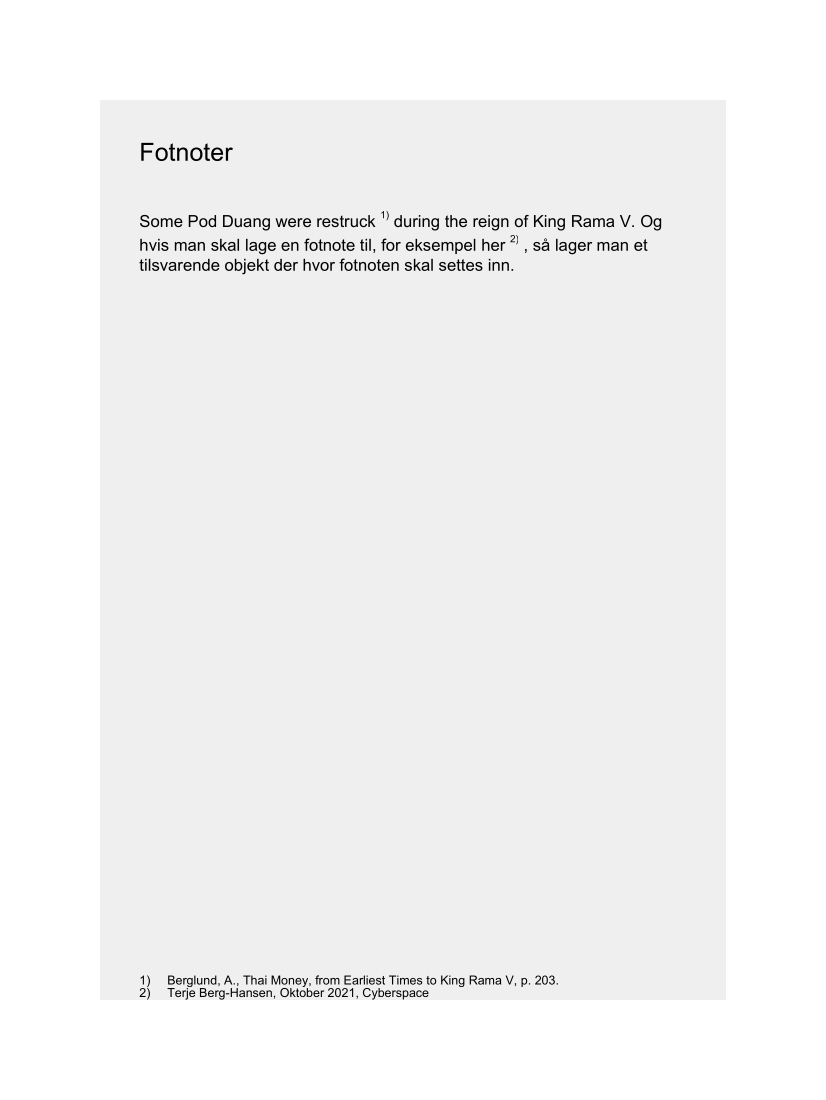 Fotnoter
Some Pod Duang were restruck 1) during the reign of King Rama V. Og
hvis man skal lage en fotnote til, for eksempel her 2) , så lager man et
tilsvarende objekt der hvor fotnoten skal settes inn.
1) Berglund, A., Thai Money, from Earliest Times to King Rama V, p. 203.
2) Terje Berg-Hansen, Oktober 2021, Cyberspace